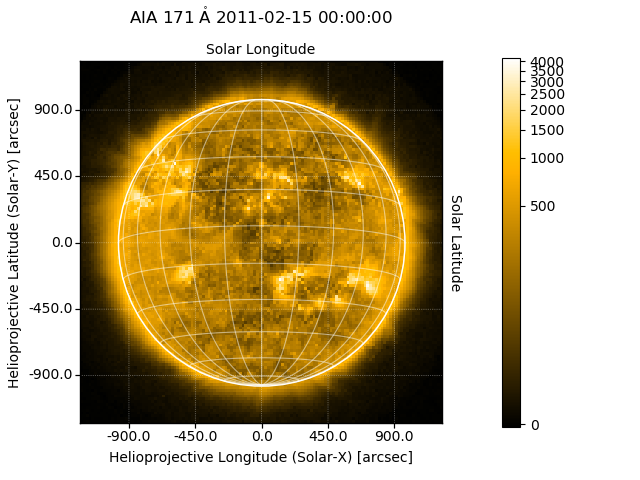 AIA 171 Å 2011-02-15 00:00:00
Solar Longitude
900.0
450.0
0.0
-450.0
-900.0
Helioprojective Latitude (Solar-Y) [arcsec]
-900.0 -450.0 0.0 450.0 900.0
Helioprojective Longitude (Solar-X) [arcsec]
Solar Latitude
4000
3500
3000
2500
2000
1500
1000
500
0